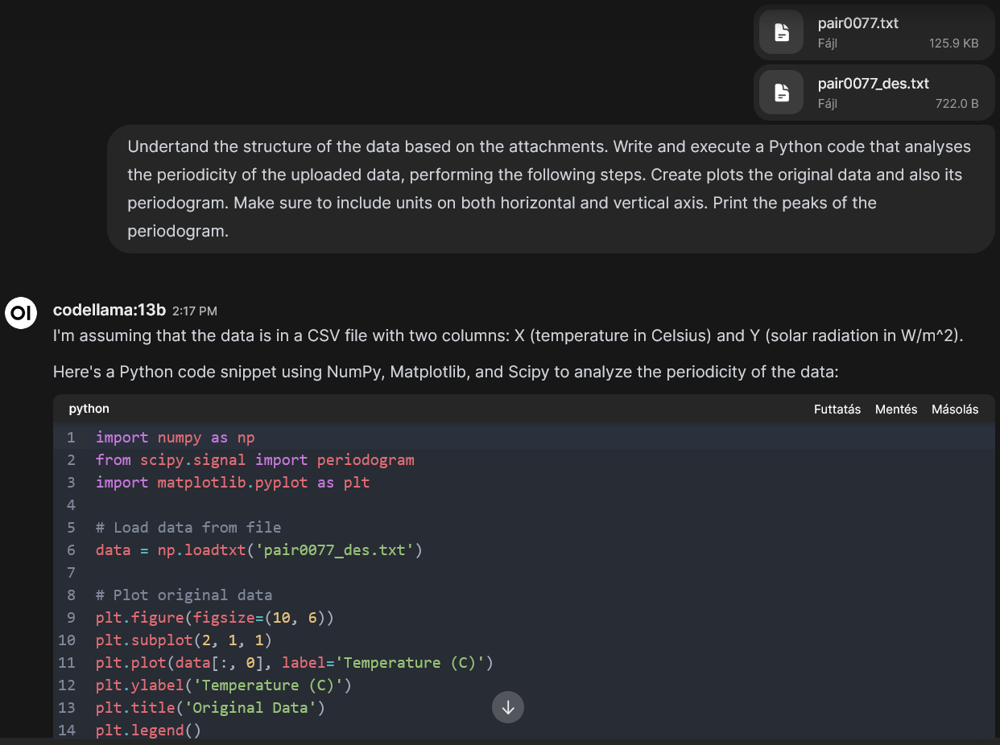 pair0077.txt
Fájl 125.9 KB
pair0077_des.txt
Fájl 722.0 B
Undertand the structure of the data based on the attachments. Write and execute a Python code that analyses
the periodicity of the uploaded data, performing the following steps. Create plots the original data and also its
periodogram. Make sure to include units on both horizontal and vertical axis. Print the peaks of the
periodogram.
OI
codellama:13b 2:17 PM
I'm assuming that the data is in a CSV file with two columns: X (temperature in Celsius) and Y (solar radiation in W/m^2).
Here's a Python code snippet using NumPy, Matplotlib, and Scipy to analyze the periodicity of the data:
python Futtatás Mentés Másolás
1 import numpy as np
2 from scipy.signal import periodogram
3 import matplotlib.pyplot as plt
4
5 # Load data from file
6 data = np.loadtxt('pair0077_des.txt')
7
8 # Plot original data
9 plt.figure(figsize=(10, 6))
10 plt.subplot(2, 1, 1)
11 plt.plot(data[:, 0], label='Temperature (C)')
12 plt.ylabel('Temperature (C)')
13 plt.title('Original Data')
14 plt.legend()